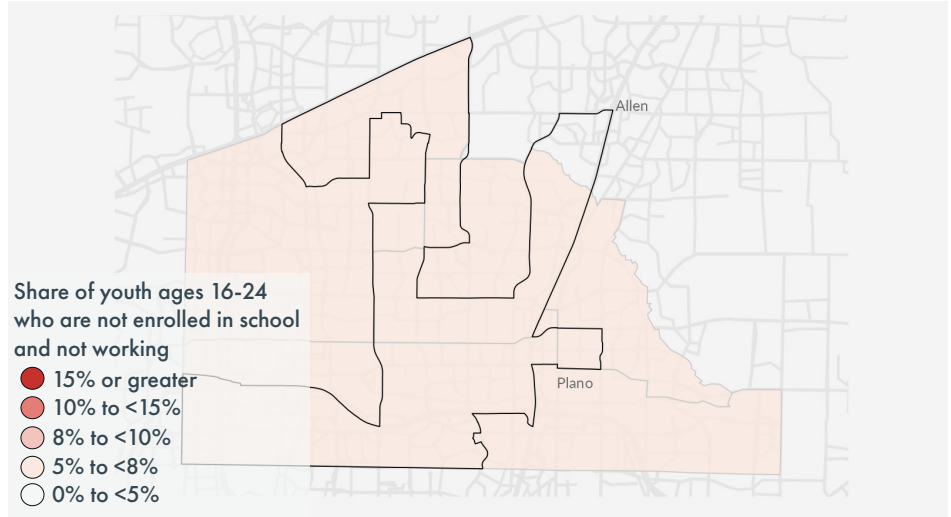 Allen
Share of youth ages 16-24
who are not enrolled in school
and not working
15% or greater
10% to <15%
8% to <10%
5% to <8%
0% to <5%
Plano